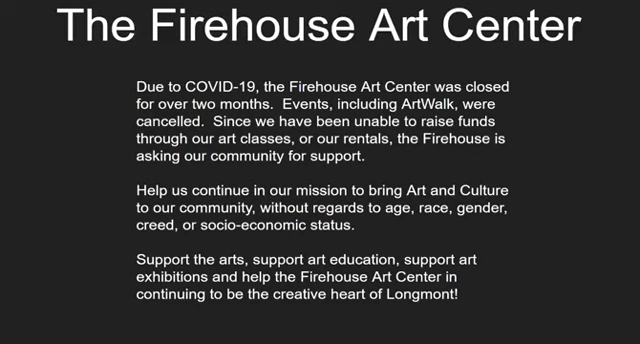 The Firehouse Art Center
Due to COVID-19, the Firehouse Art Center was closed
for over two months.  Events, including ArtWalk, were
cancelled.  Since we have been unable to raise funds
through our art classes, or our rentals, the Firehouse is
asking our community for support.
Help us continue in our mission to bring Art and Culture
to our community, without regards to age, race, gender,
creed, or socio-economic status.
Support the arts, support art education, support art
exhibitions and help the Firehouse Art Center in
continuing to be the creative heart of Longmont!